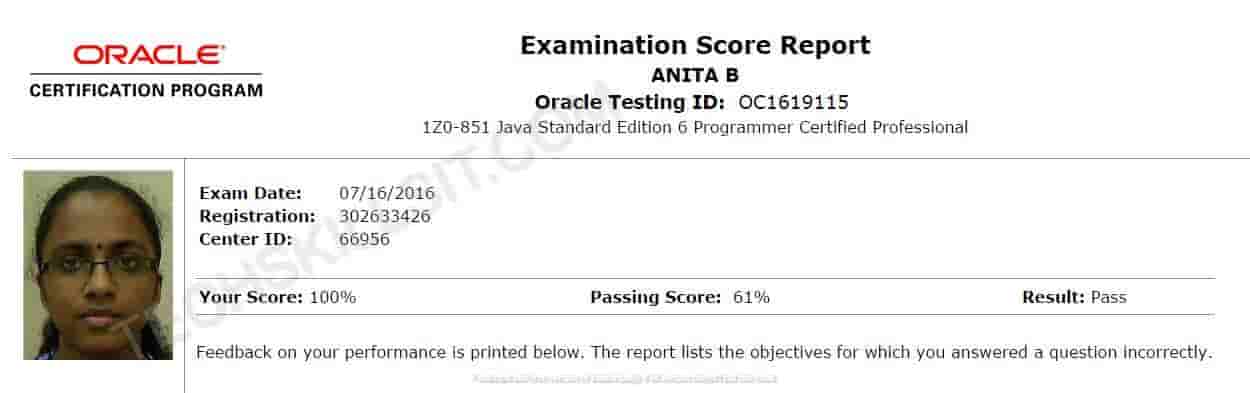 ORACLE
CERTIFICATION PROGRAM
Examination Score Report
ANITA B
Oracle Testing ID: OC1619115
1Z0-851 Java Standard Edition 6 Programmer Certified Professional
Exam Date: 07/16/2016
Registration: 302633426
Center ID: 66956
Your Score: 100% Passing Score: 61% Result: Pass
Feedback on your performance is printed below. The report lists the objectives for which you answered a question incorrectly.